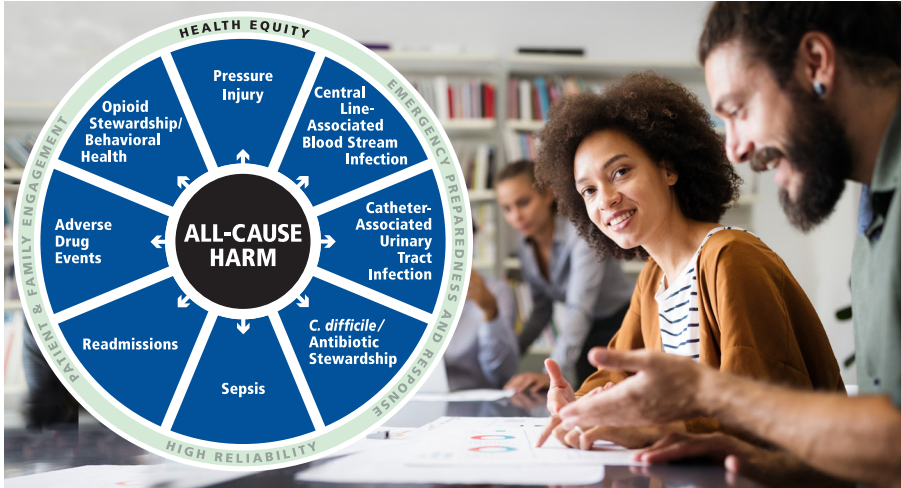 HEALTH EQUITY
EMERGENCY PREPAREDNESS AND RESPONSE
HIGH RELIABILITY
PATIENT & FAMILY ENGAGEMENT
ALL-CAUSE
HARM
Pressure
Injury
Central
Line-
Associated
Blood Stream
Infection
Catheter-
Associated
Urinary
Tract
Infection
C. difficile/
Antibiotic
Stewardship
Sepsis
Readmissions
Adverse
Drug
Events
Opioid
Stewardship/
Behavioral
Health